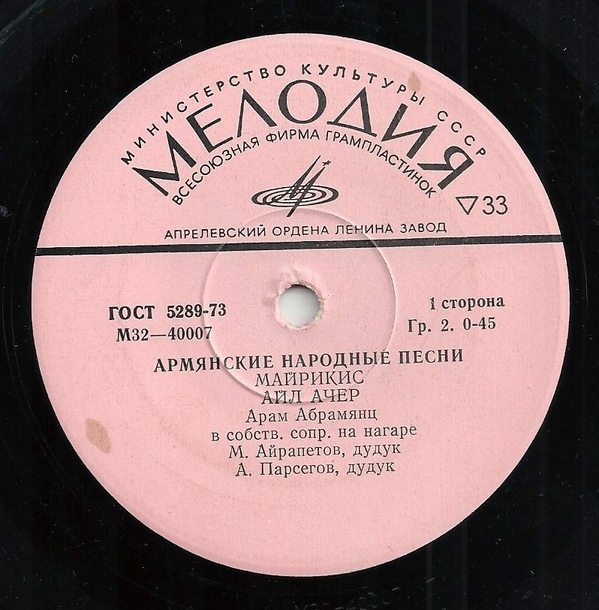 МИНИСТЕРСТВО КУЛЬТУРЫ СССР
МЕЛОДИЯ
ВСЕСОЮЗНАЯ ФИРМА ГРАМПЛАСТИНОК
▽33
АПРЕЛЕВСКИЙ ОРДЕНА ЛЕНИНА ЗАВОД
ГОСТ 5289-73
М32—40007
1 сторона
Гр. 2. 0-45
АРМЯНСКИЕ НАРОДНЫЕ ПЕСНИ
МАЙРИКИС
АИЛ АЧЕР
Арам Абрамянц
в собств. сопр. на нагаре
М. Айрапетов, дудук
А. Парсегов, дудук